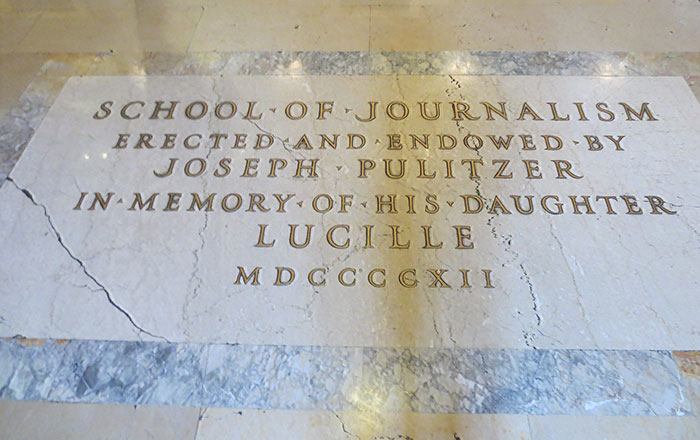 SCHOOL · OF · JOURNALISM
ERECTED · AND · ENDOWED · BY
JOSEPH · PULITZER
IN · MEMORY · OF · HIS · DAUGHTER
LUCILLE
MDCCCCXII